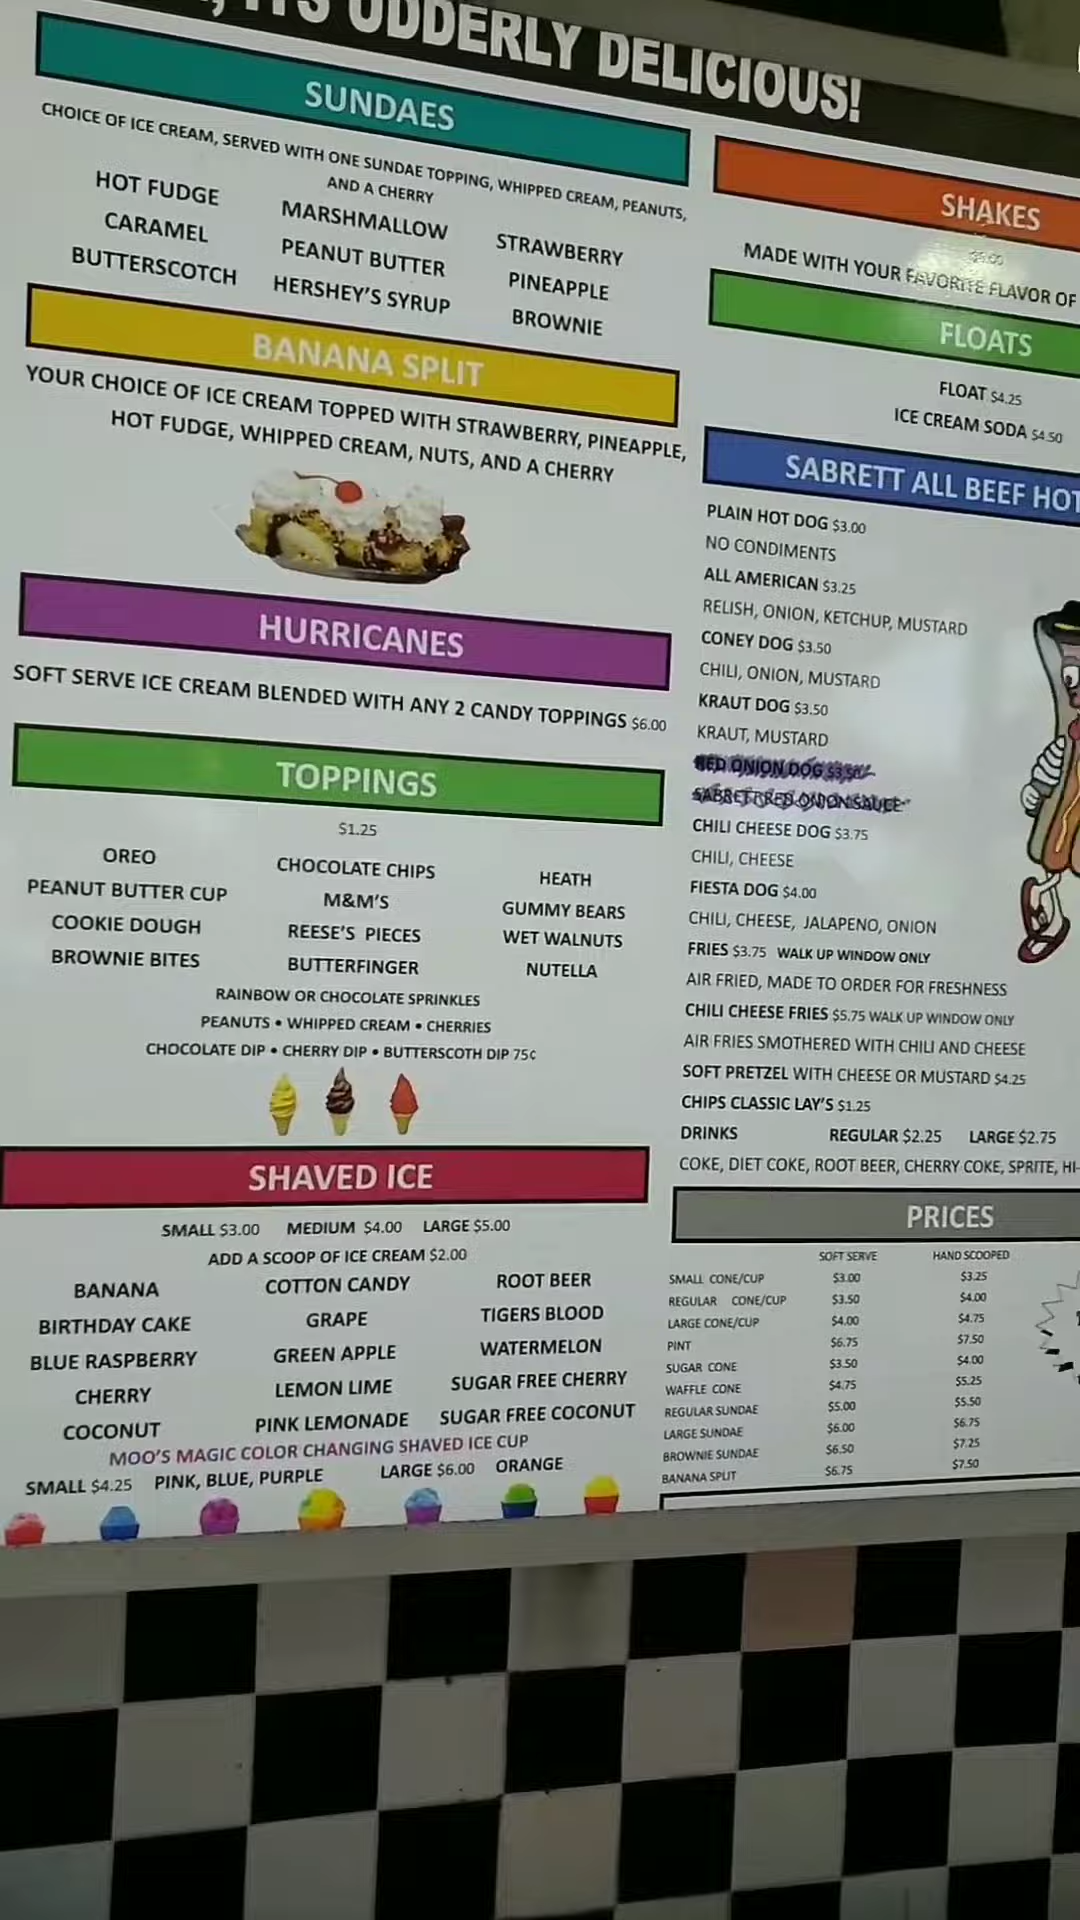 ITS UDDERLY DELICIOUS!
SUNDAES
CHOICE OF ICE CREAM, SERVED WITH ONE SUNDAE TOPPING, WHIPPED CREAM, PEANUTS,
AND A CHERRY
HOT FUDGE MARSHMALLOW STRAWBERRY
CARAMEL PEANUT BUTTER PINEAPPLE
BUTTERSCOTCH HERSHEY'S SYRUP BROWNIE
BANANA SPLIT
YOUR CHOICE OF ICE CREAM TOPPED WITH STRAWBERRY, PINEAPPLE,
HOT FUDGE, WHIPPED CREAM, NUTS, AND A CHERRY
HURRICANES
SOFT SERVE ICE CREAM BLENDED WITH ANY 2 CANDY TOPPINGS $6.00
TOPPINGS
$1.25
OREO CHOCOLATE CHIPS HEATH
PEANUT BUTTER CUP M&M'S GUMMY BEARS
COOKIE DOUGH REESE'S PIECES WET WALNUTS
BROWNIE BITES BUTTERFINGER NUTELLA
RAINBOW OR CHOCOLATE SPRINKLES
PEANUTS • WHIPPED CREAM • CHERRIES
CHOCOLATE DIP • CHERRY DIP • BUTTERSCOTH DIP 75¢
SHAVED ICE
SMALL $3.00 MEDIUM $4.00 LARGE $5.00
ADD A SCOOP OF ICE CREAM $2.00
BANANA COTTON CANDY ROOT BEER
BIRTHDAY CAKE GRAPE TIGERS BLOOD
BLUE RASPBERRY GREEN APPLE WATERMELON
CHERRY LEMON LIME SUGAR FREE CHERRY
COCONUT PINK LEMONADE SUGAR FREE COCONUT
MOO'S MAGIC COLOR CHANGING SHAVED ICE CUP
SMALL $4.25 PINK, BLUE, PURPLE LARGE $6.00 ORANGE
SHAKES
MADE WITH YOUR FAVORITE FLAVOR OF
FLOATS
FLOAT $4.25
ICE CREAM SODA $4.50
SABRETT ALL BEEF HOT
PLAIN HOT DOG $3.00
NO CONDIMENTS
ALL AMERICAN $3.25
RELISH, ONION, KETCHUP, MUSTARD
CONEY DOG $3.50
CHILI, ONION, MUSTARD
KRAUT DOG $3.50
KRAUT, MUSTARD
RED ONION DOG $3.50
SABRETT RED ONION SAUCE
CHILI CHEESE DOG $3.75
CHILI, CHEESE
FIESTA DOG $4.00
CHILI, CHEESE, JALAPENO, ONION
FRIES $3.75 WALK UP WINDOW ONLY
AIR FRIED, MADE TO ORDER FOR FRESHNESS
CHILI CHEESE FRIES $5.75 WALK UP WINDOW ONLY
AIR FRIES SMOTHERED WITH CHILI AND CHEESE
SOFT PRETZEL WITH CHEESE OR MUSTARD $4.25
CHIPS CLASSIC LAY'S $1.25
DRINKS REGULAR $2.25 LARGE $2.75
COKE, DIET COKE, ROOT BEER, CHERRY COKE, SPRITE, HI-
PRICES
SOFT SERVE HAND SCOOPED
SMALL CONE/CUP $3.00 $3.25
REGULAR CONE/CUP $3.50 $4.00
LARGE CONE/CUP $4.00 $4.75
PINT $6.75 $7.50
SUGAR CONE $3.50 $4.00
WAFFLE CONE $4.75 $5.25
REGULAR SUNDAE $5.00 $5.50
LARGE SUNDAE $6.00 $6.75
BROWNIE SUNDAE $6.50 $7.25
BANANA SPLIT $6.75 $7.50